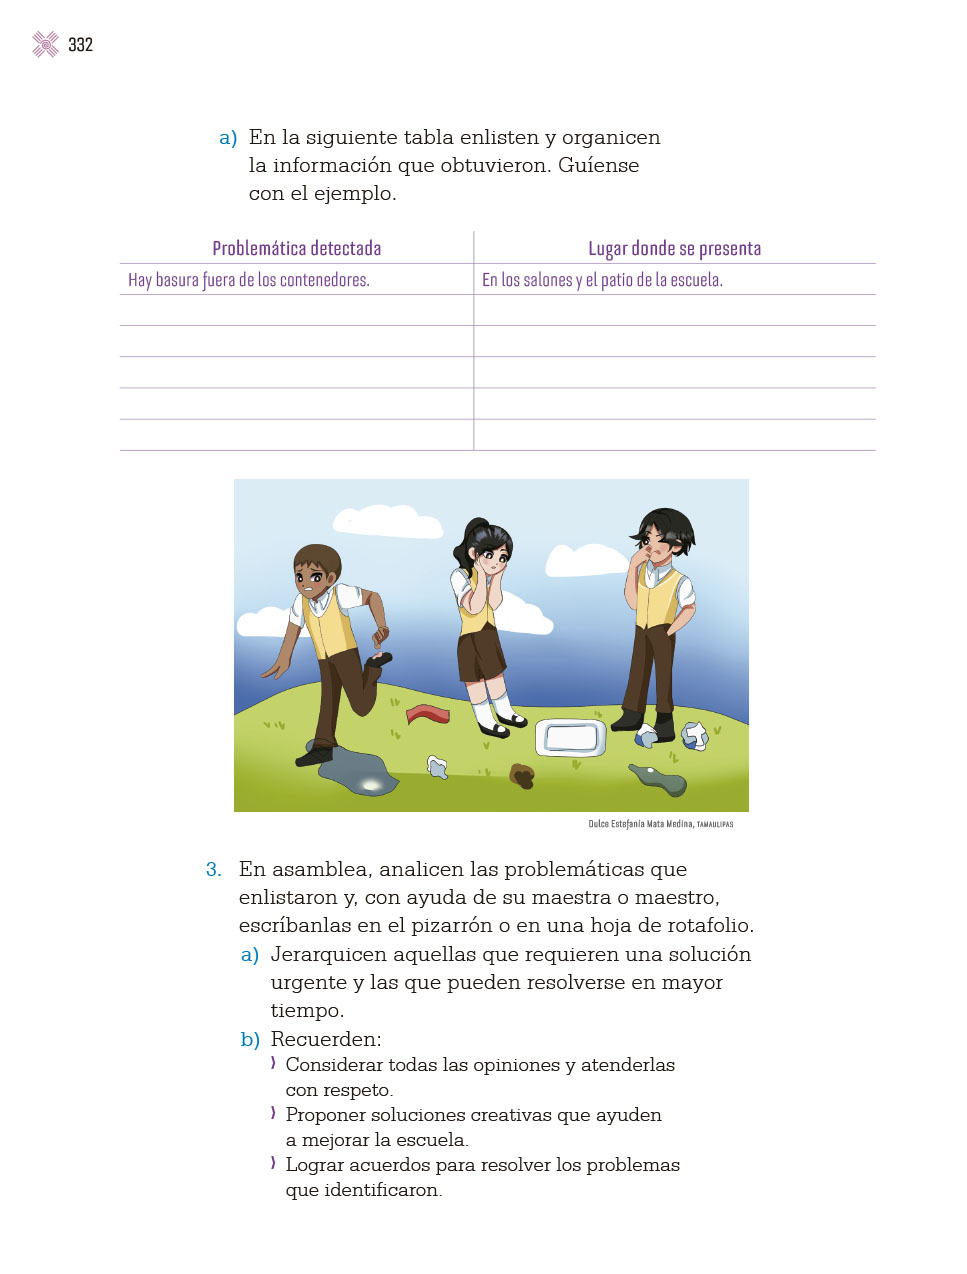 332
a) En la siguiente tabla enlisten y organicen
la información que obtuvieron. Guíense
con el ejemplo.
Problemática detectada Lugar donde se presenta
Hay basura fuera de los contenedores. En los salones y el patio de la escuela.
Dulce Estefanía Mata Medina, TAMAULIPAS
3. En asamblea, analicen las problemáticas que
enlistaron y, con ayuda de su maestra o maestro,
escríbanlas en el pizarrón o en una hoja de rotafolio.
a) Jerarquicen aquellas que requieren una solución
urgente y las que pueden resolverse en mayor
tiempo.
b) Recuerden:
⟩ Considerar todas las opiniones y atenderlas
con respeto.
⟩ Proponer soluciones creativas que ayuden
a mejorar la escuela.
⟩ Lograr acuerdos para resolver los problemas
que identificaron.